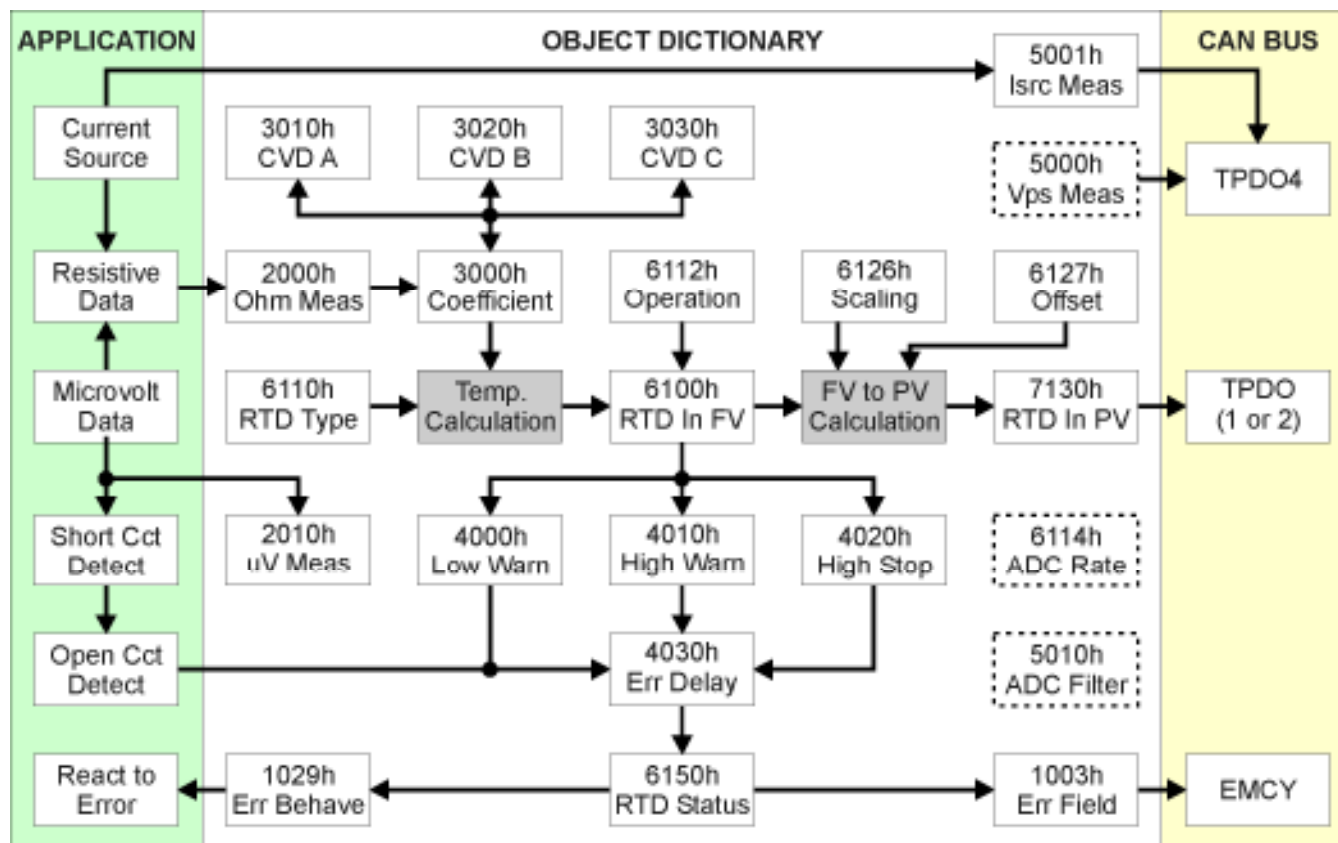 APPLICATION
OBJECT DICTIONARY
CAN BUS
5001h
Isrc Meas
Current
Source
3010h
CVD A
3020h
CVD B
3030h
CVD C
5000h
Vps Meas
TPDO4
Resistive
Data
2000h
Ohm Meas
3000h
Coefficient
6112h
Operation
6126h
Scaling
6127h
Offset
Microvolt
Data
6110h
RTD Type
Temp.
Calculation
6100h
RTD In FV
FV to PV
Calculation
7130h
RTD In PV
TPDO
(1 or 2)
Short Cct
Detect
2010h
uV Meas
4000h
Low Warn
4010h
High Warn
4020h
High Stop
6114h
ADC Rate
Open Cct
Detect
4030h
Err Delay
5010h
ADC Filter
React to
Error
1029h
Err Behave
6150h
RTD Status
1003h
Err Field
EMCY